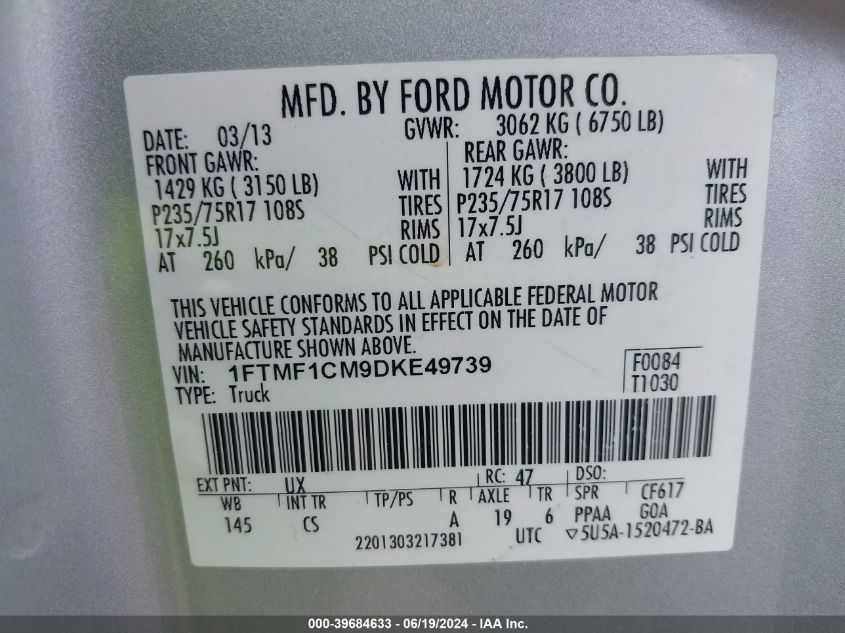 MFD. BY FORD MOTOR CO.
DATE: 03/13 GVWR: 3062 KG ( 6750 LB)
FRONT GAWR: REAR GAWR:
1429 KG ( 3150 LB) WITH 1724 KG ( 3800 LB) WITH
P235/75R17 108S TIRES P235/75R17 108S TIRES
17x7.5J RIMS 17x7.5J RIMS
AT 260 kPa/ 38 PSI COLD AT 260 kPa/ 38 PSI COLD
THIS VEHICLE CONFORMS TO ALL APPLICABLE FEDERAL MOTOR
VEHICLE SAFETY STANDARDS IN EFFECT ON THE DATE OF
MANUFACTURE SHOWN ABOVE.
VIN: 1FTMF1CM9DKE49739 F0084
TYPE: Truck T1030
EXT PNT: UX RC: 47 DSO:
WB INT TR TP/PS R AXLE TR SPR CF617
145 CS A 19 6 PPAA GOA
2201303217381 UTC ▽5U5A-1520472-BA
000-39684633 - 06/19/2024 - IAA Inc.